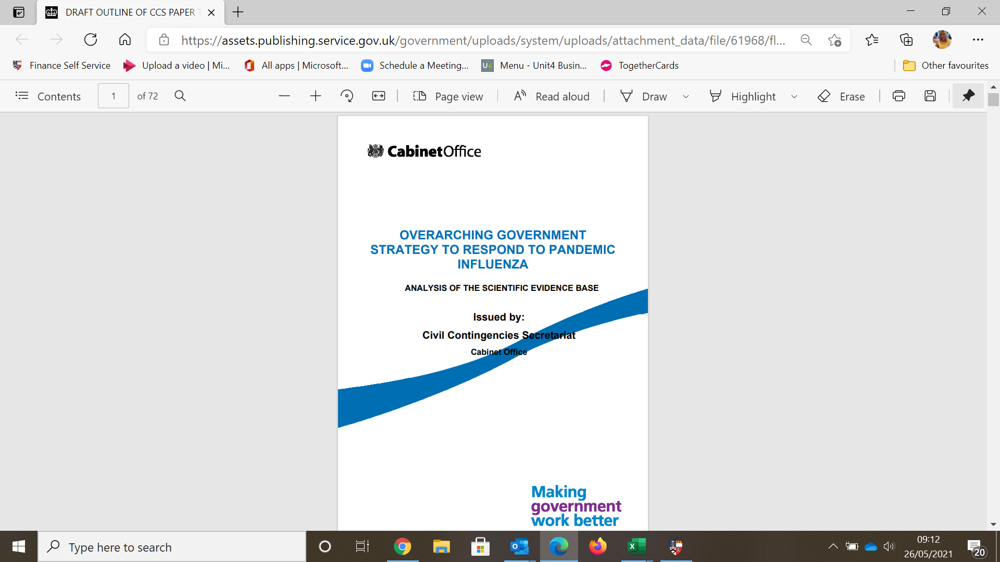 DRAFT OUTLINE OF CCS PAPER
https://assets.publishing.service.gov.uk/government/uploads/system/uploads/attachment_data/file/61968/fl...
Finance Self Service
Upload a video | Mi...
All apps | Microsoft...
Schedule a Meeting...
U4
Menu - Unit4 Busin...
TogetherCards
Other favourites
Contents
1
of 72
Page view
Read aloud
Draw
Highlight
Erase
CabinetOffice
OVERARCHING GOVERNMENT
STRATEGY TO RESPOND TO PANDEMIC
INFLUENZA
ANALYSIS OF THE SCIENTIFIC EVIDENCE BASE
Issued by:
Civil Contingencies Secretariat
Cabinet Office
Making
government
work better
Type here to search
09:12
26/05/2021
20